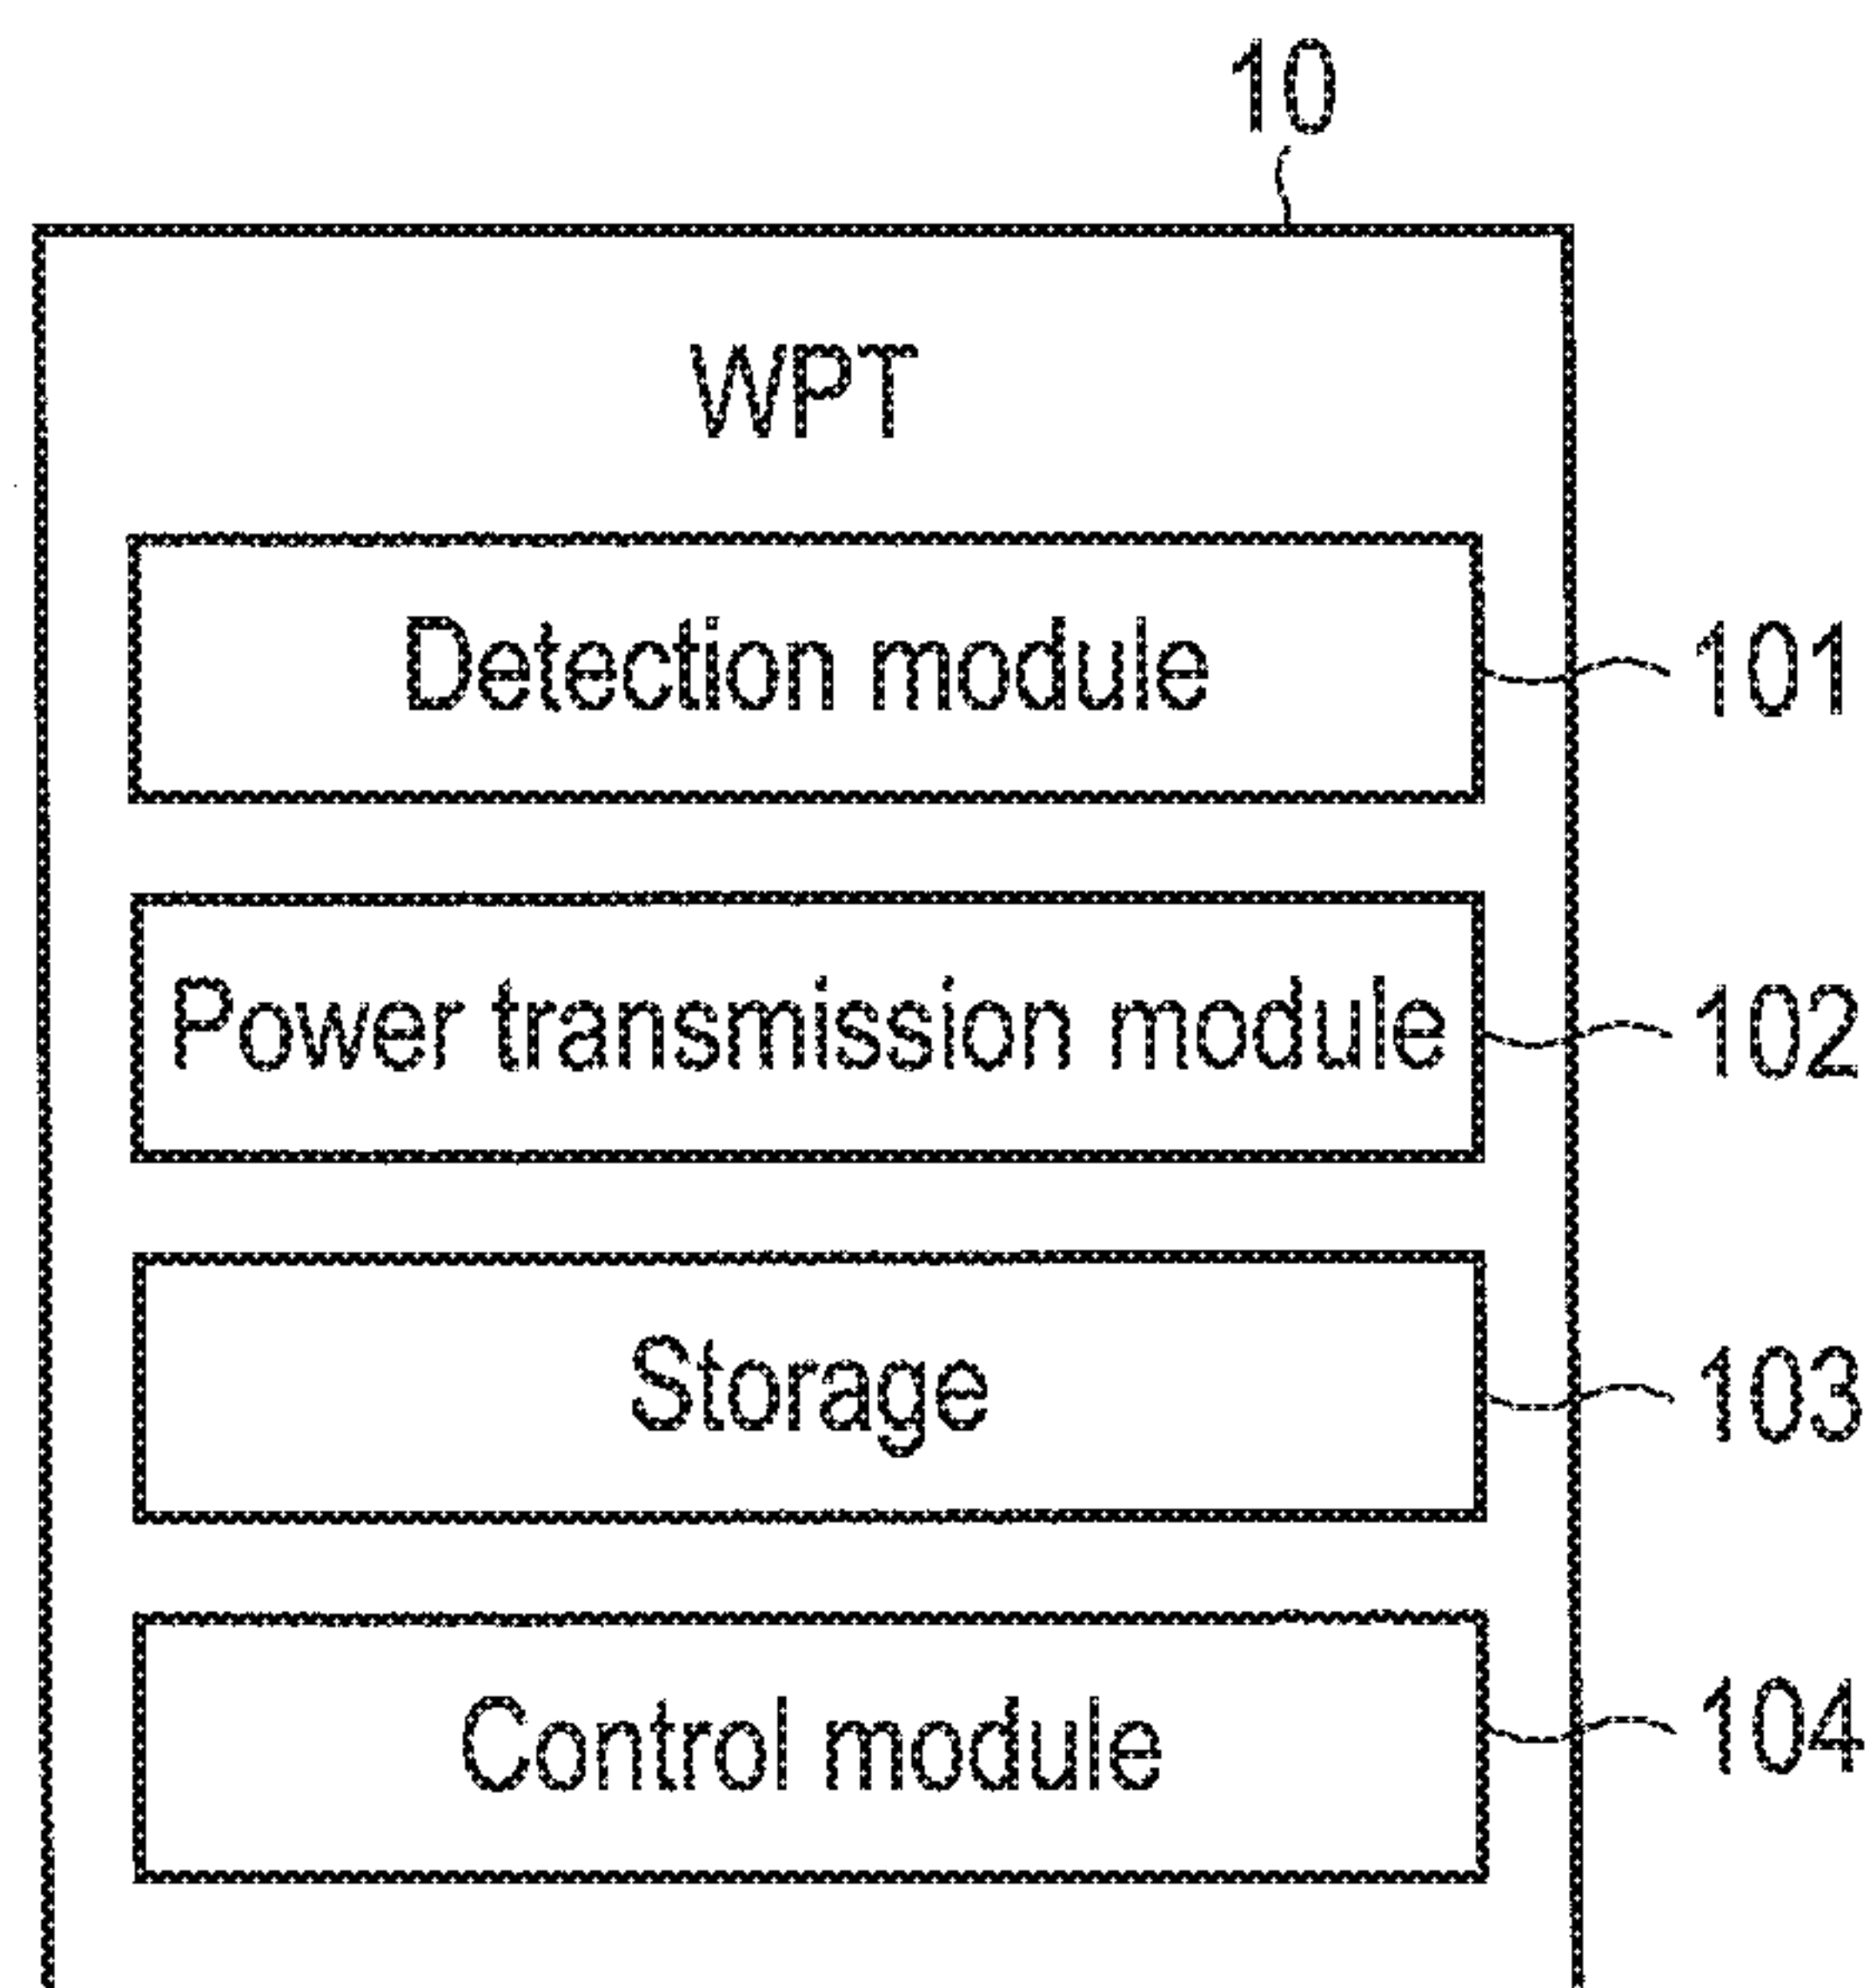 10
WPT
Detection module 101
Power transmission module 102
Storage 103
Control module 104